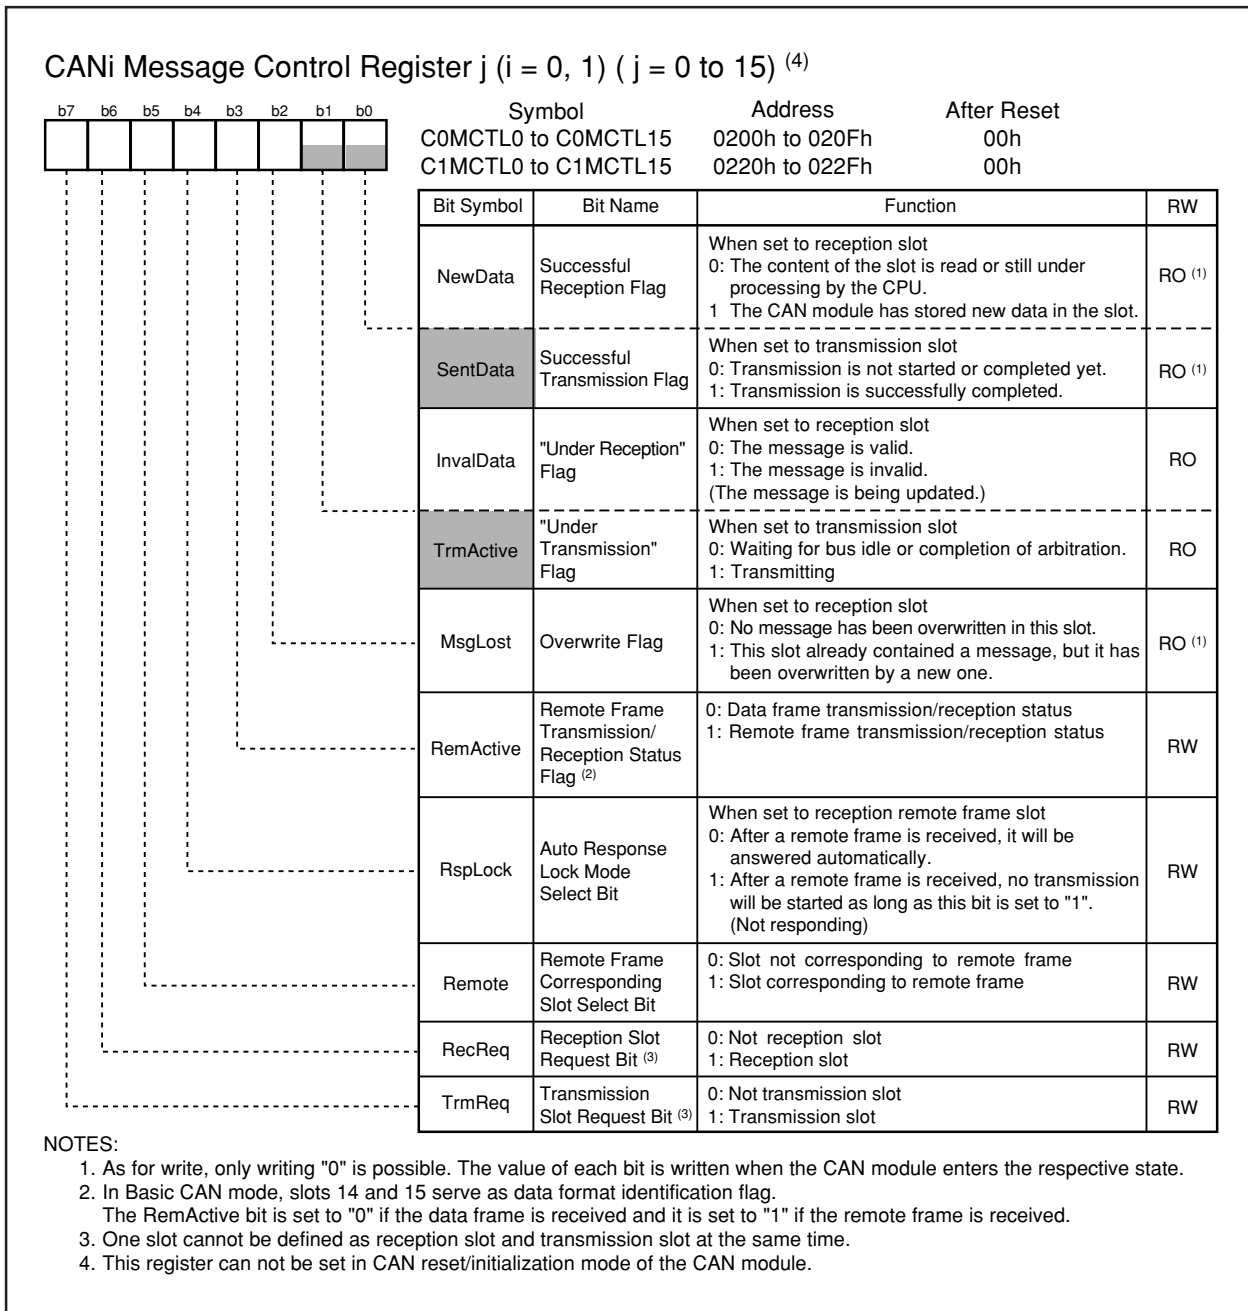 CANi Message Control Register j (i = 0, 1) ( j = 0 to 15) (4)
b7 b6 b5 b4 b3 b2 b1 b0
Symbol Address After Reset
C0MCTL0 to C0MCTL15 0200h to 020Fh 00h
C1MCTL0 to C1MCTL15 0220h to 022Fh 00h
Bit Symbol Bit Name Function RW
NewData
Successful
Reception Flag
When set to reception slot
0: The content of the slot is read or still under
processing by the CPU.
1 The CAN module has stored new data in the slot.
RO (1)
SentData
Successful
Transmission Flag
When set to transmission slot
0: Transmission is not started or completed yet.
1: Transmission is successfully completed.
RO (1)
InvalData
"Under Reception"
Flag
When set to reception slot
0: The message is valid.
1: The message is invalid.
(The message is being updated.)
RO
TrmActive
"Under
Transmission"
Flag
When set to transmission slot
0: Waiting for bus idle or completion of arbitration.
1: Transmitting
RO
MsgLost
Overwrite Flag
When set to reception slot
0: No message has been overwritten in this slot.
1: This slot already contained a message, but it has
been overwritten by a new one.
RO (1)
RemActive
Remote Frame
Transmission/
Reception Status
Flag (2)
0: Data frame transmission/reception status
1: Remote frame transmission/reception status
RW
RspLock
Auto Response
Lock Mode
Select Bit
When set to reception remote frame slot
0: After a remote frame is received, it will be
answered automatically.
1: After a remote frame is received, no transmission
will be started as long as this bit is set to "1".
(Not responding)
RW
Remote
Remote Frame
Corresponding
Slot Select Bit
0: Slot not corresponding to remote frame
1: Slot corresponding to remote frame
RW
RecReq
Reception Slot
Request Bit (3)
0: Not reception slot
1: Reception slot
RW
TrmReq
Transmission
Slot Request Bit (3)
0: Not transmission slot
1: Transmission slot
RW
NOTES:
1. As for write, only writing "0" is possible. The value of each bit is written when the CAN module enters the respective state.
2. In Basic CAN mode, slots 14 and 15 serve as data format identification flag.
The RemActive bit is set to "0" if the data frame is received and it is set to "1" if the remote frame is received.
3. One slot cannot be defined as reception slot and transmission slot at the same time.
4. This register can not be set in CAN reset/initialization mode of the CAN module.